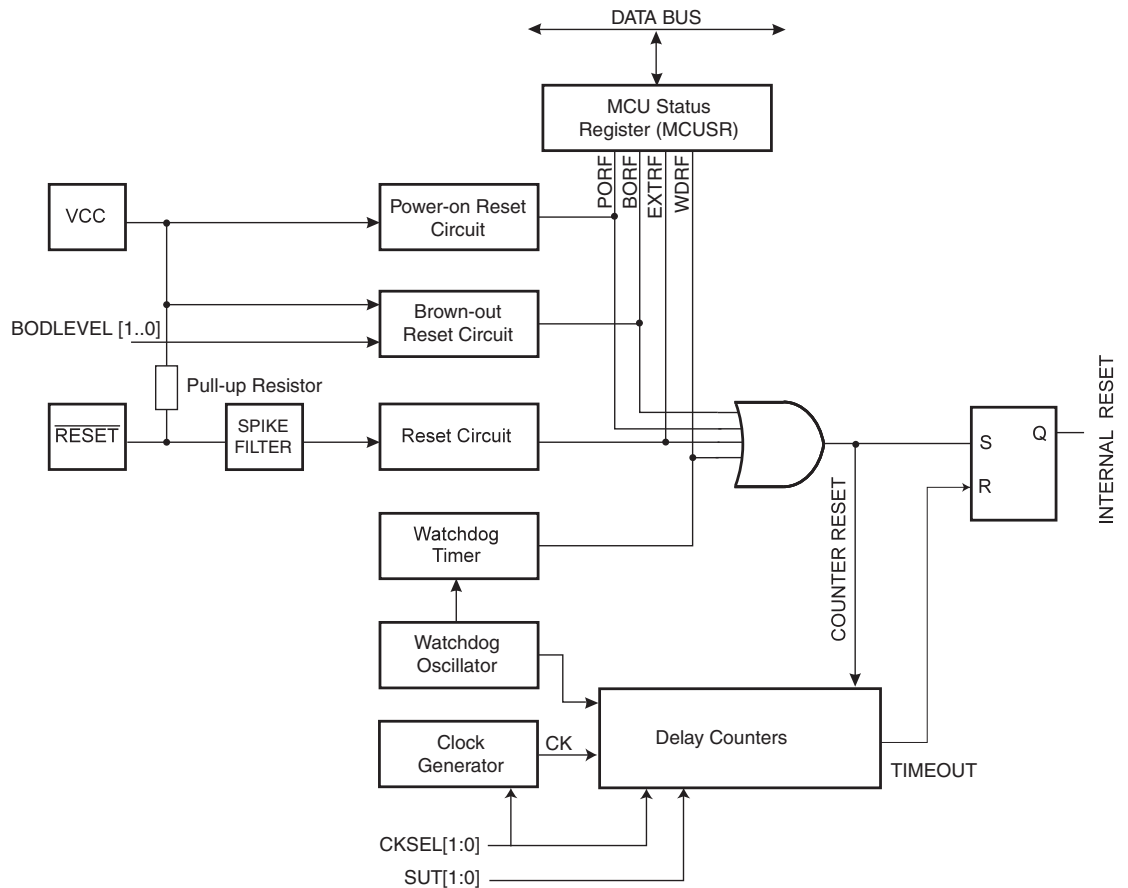 DATA BUS
MCU Status
Register (MCUSR)
PORF
BORF
EXTRF
WDRF
VCC
Power-on Reset
Circuit
BODLEVEL [1..0]
Brown-out
Reset Circuit
Pull-up Resistor
RESET
SPIKE
FILTER
Reset Circuit
S
Q
R
INTERNAL RESET
COUNTER RESET
Watchdog
Timer
Watchdog
Oscillator
Clock
Generator
CK
Delay Counters
TIMEOUT
CKSEL[1:0]
SUT[1:0]